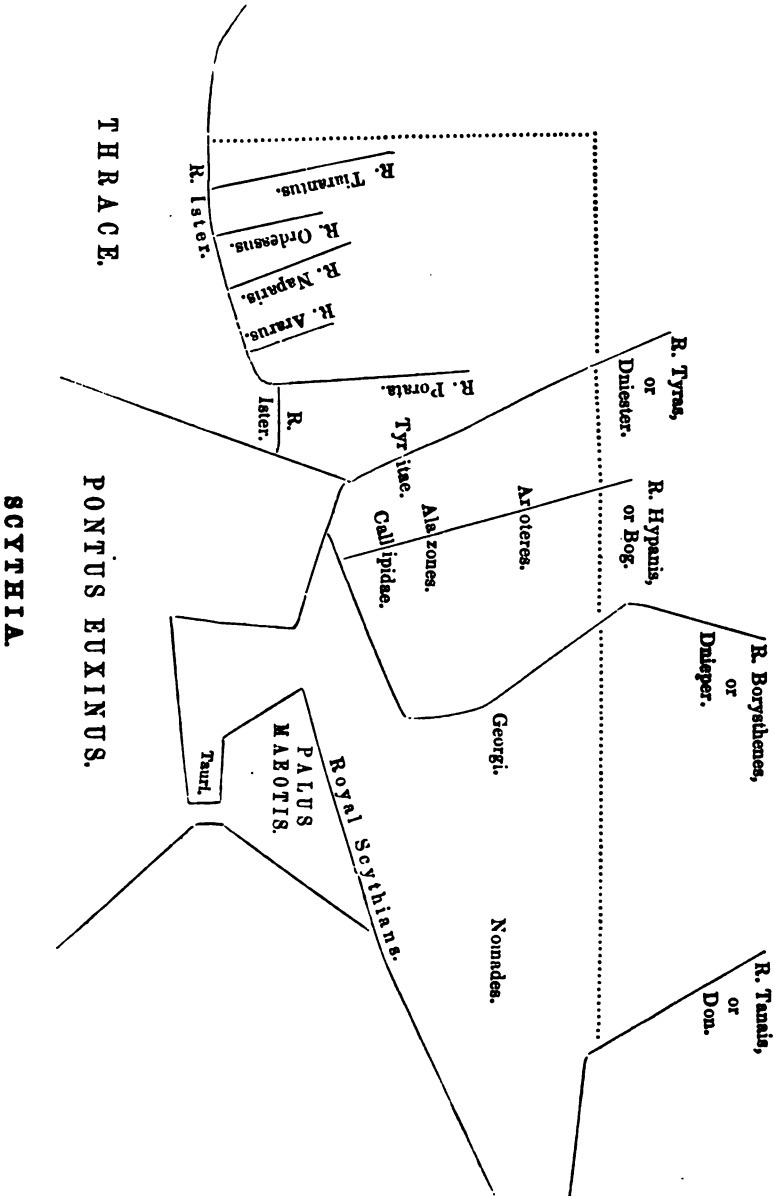 R. Tyras,
or
Dniester.
R. Hypanis,
or Bog.
R. Borysthenes,
or
Dnieper.
R. Tanais,
or
Don.
R. Tiarantus.
R. Ordessus.
R. Naparis.
R. Ararus.
R. Porata.
R. Ister.
R.
Ister.
Tyritae.
Aroteres.
Alazones.
Callipidae.
Georgi.
Nomades.
Royal Scythians.
PALUS
MAEOTIS.
Tauri.
THRACE.
PONTUS EUXINUS.
SCYTHIA.